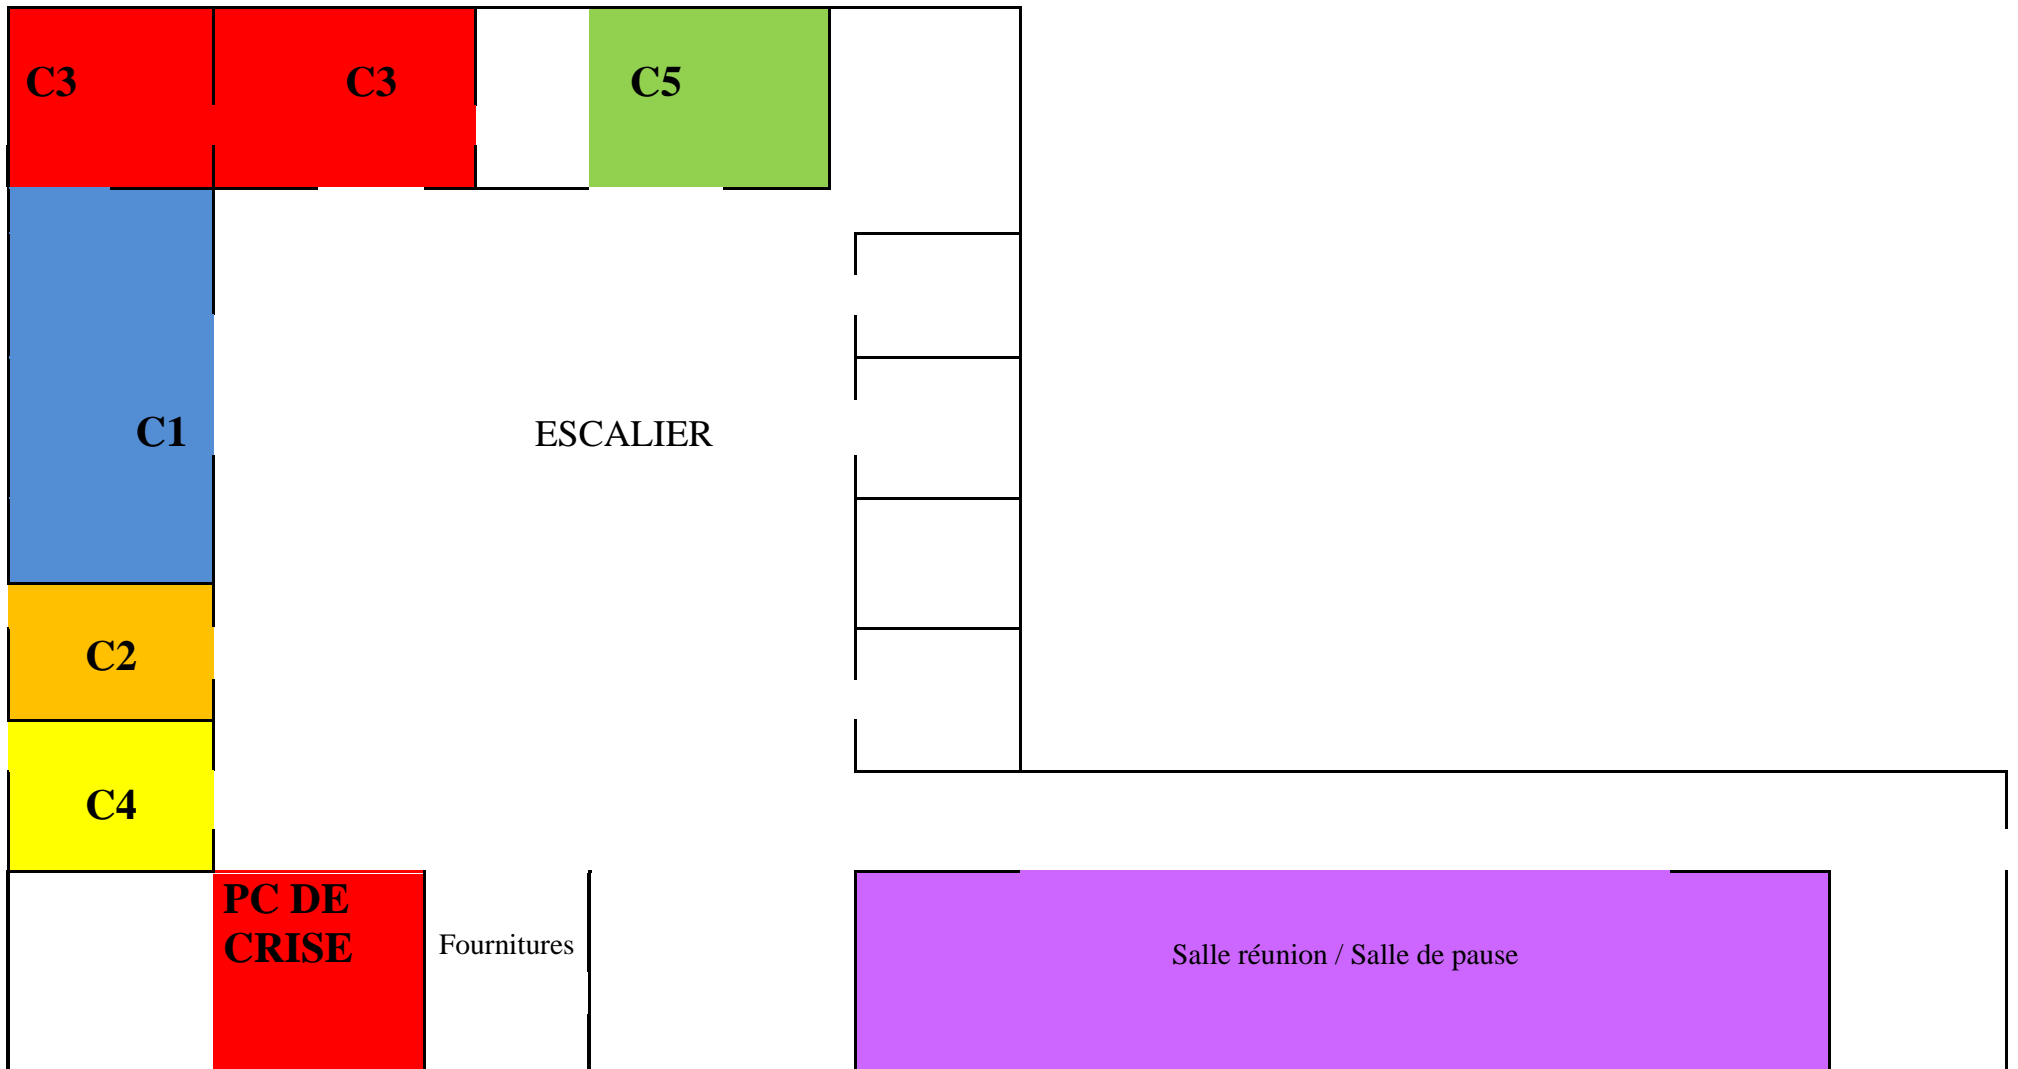 C3
C3
C5
C1
ESCALIER
C2
C4
PC DE
CRISE
Fournitures
Salle réunion / Salle de pause